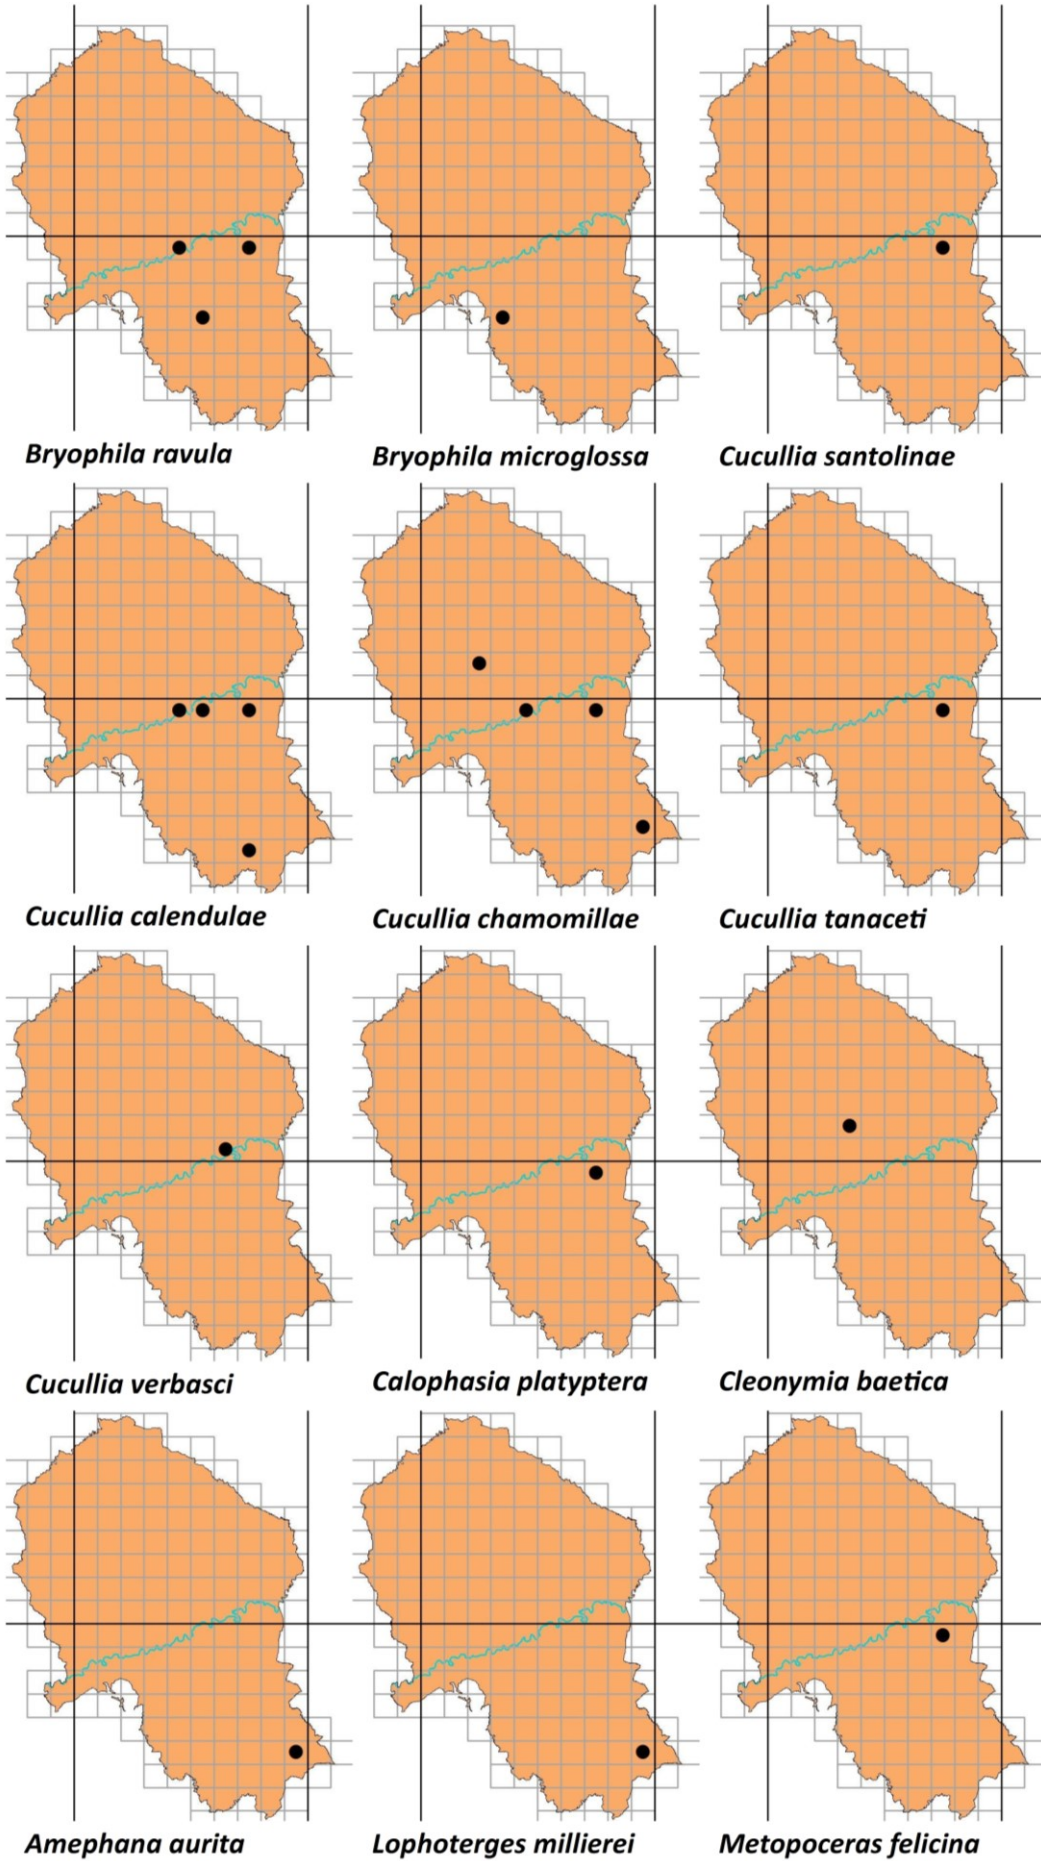 Bryophila ravula
Bryophila microglossa
Cucullia santolinae
Cucullia calendulae
Cucullia chamomillae
Cucullia tanaceti
Cucullia verbasci
Calophasia platyptera
Cleonymia baetica
Amephana aurita
Lophoterges millierei
Metopoceras felicina